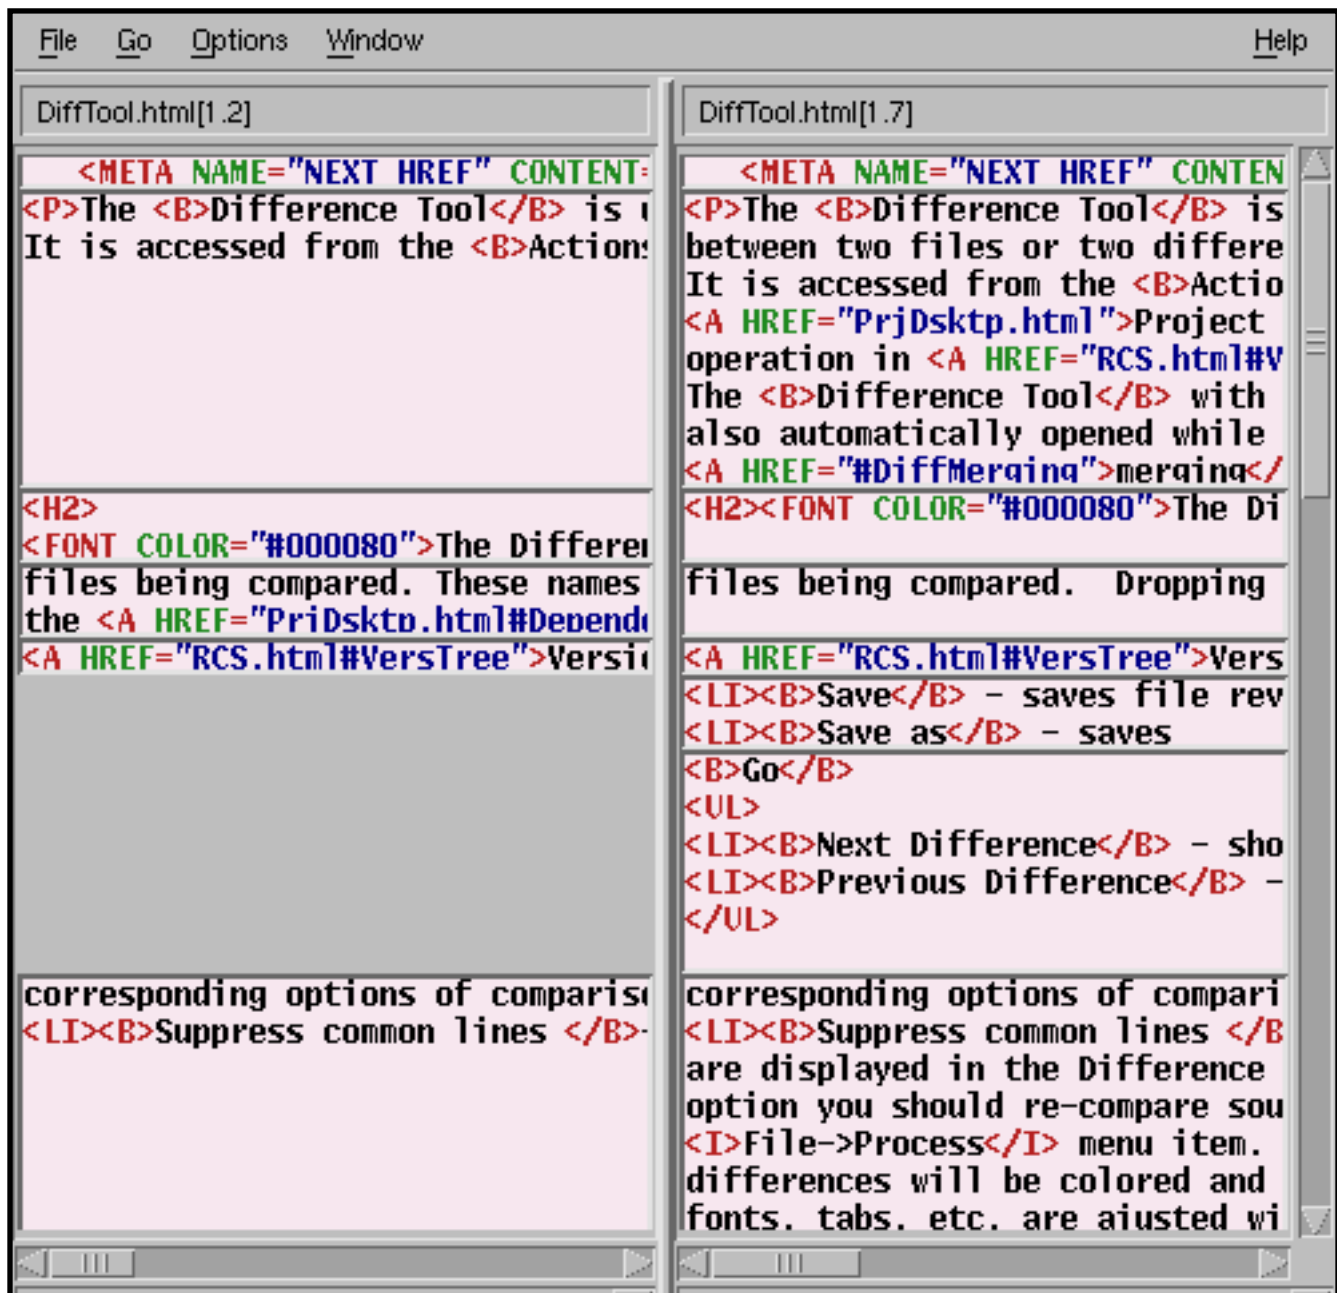 File Go Options Window Help
DiffTool.html[1.2]
<META NAME="NEXT HREF" CONTENT=
<P>The <B>Difference Tool</B> is
It is accessed from the <B>Actions
<H2>
<FONT COLOR="#000080">The Differen
files being compared. These names
the <A HREF="PrjDsktp.html#Depende
<A HREF="RCS.html#VersTree">Versio
corresponding options of compariso
<LI><B>Suppress common lines </B>-
DiffTool.html[1.7]
<META NAME="NEXT HREF" CONTEN
<P>The <B>Difference Tool</B> is
between two files or two differe
It is accessed from the <B>Actio
<A HREF="PrjDsktp.html">Project
operation in <A HREF="RCS.html#V
The <B>Difference Tool</B> with
also automatically opened while
<A HREF="#DiffMerging">merging</
<H2><FONT COLOR="#000080">The Di
files being compared.  Dropping
<A HREF="RCS.html#VersTree">Vers
<LI><B>Save</B> - saves file rev
<LI><B>Save as</B> - saves
<B>Go</B>
<UL>
<LI><B>Next Difference</B> - sho
<LI><B>Previous Difference</B> -
</UL>
corresponding options of compari
<LI><B>Suppress common lines </B
are displayed in the Difference
option you should re-compare sou
<I>File->Process</I> menu item.
differences will be colored and
fonts, tabs, etc. are ajusted wi